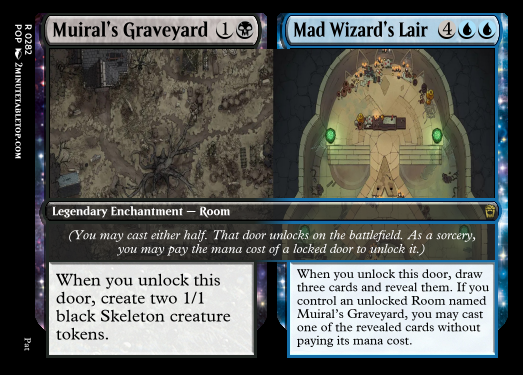 Muiral's Graveyard 1
Mad Wizard's Lair 4
R 0282
POP 2MINUTETABLETOP.COM
Pat
Legendary Enchantment — Room
(You may cast either half. That door unlocks on the battlefield. As a sorcery,
you may pay the mana cost of a locked door to unlock it.)
When you unlock this
door, create two 1/1
black Skeleton creature
tokens.
When you unlock this door, draw
three cards and reveal them. If you
control an unlocked Room named
Muiral's Graveyard, you may cast
one of the revealed cards without
paying its mana cost.